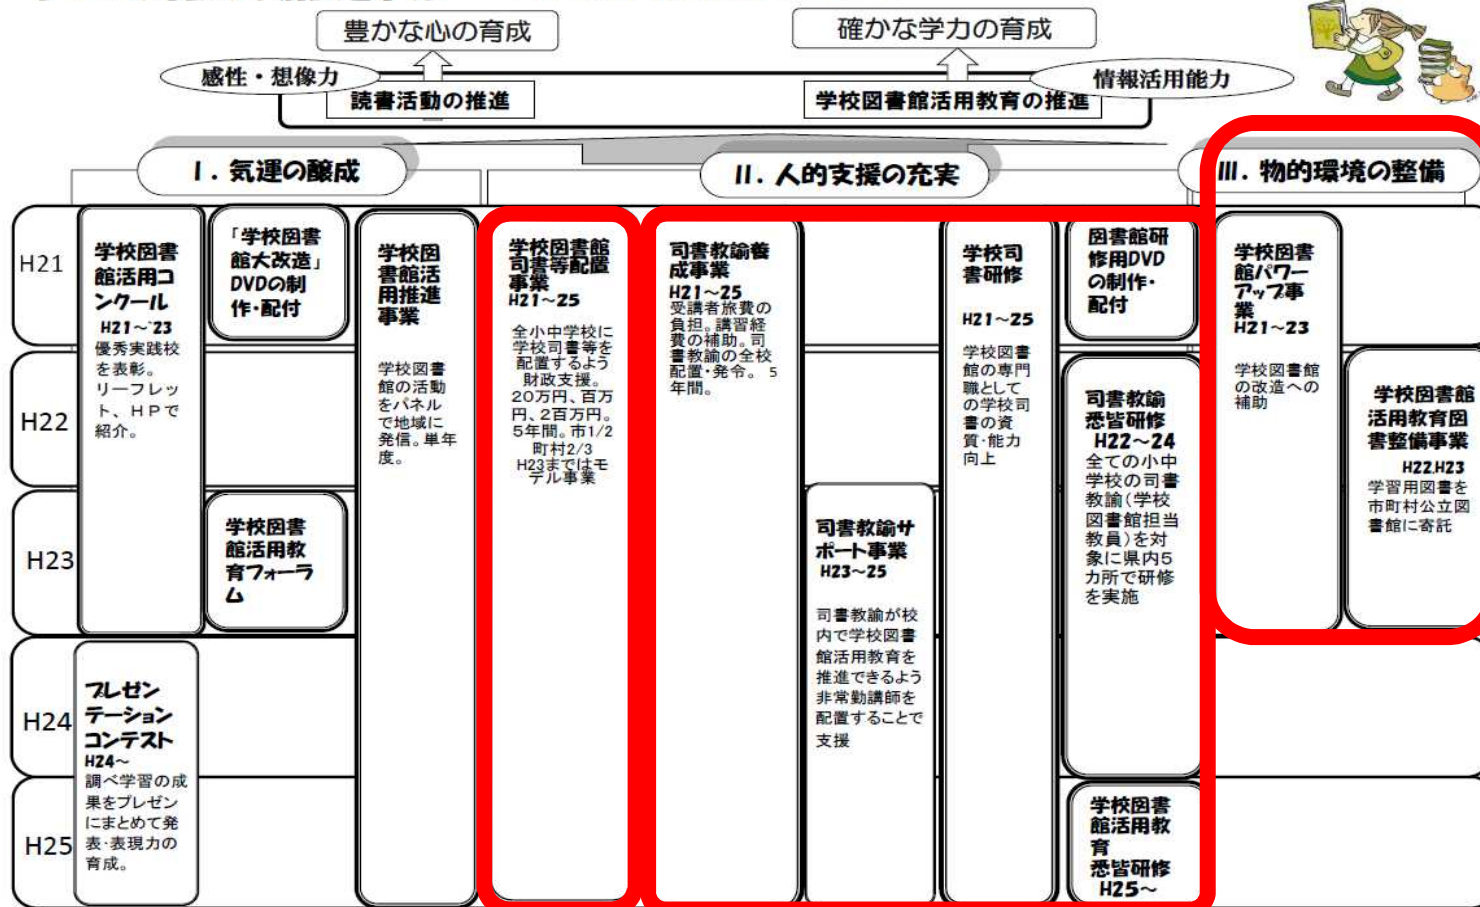 豊かな心の育成
確かな学力の育成
感性・想像力
情報活用能力
読書活動の推進
学校図書館活用教育の推進
Ⅰ．気運の醸成
Ⅱ．人的支援の充実
Ⅲ．物的環境の整備
H21
H22
H23
H24
H25
学校図書
館活用コ
ンクール
H21～'23
優秀実践校
を表彰。
リーフレッ
ト、ＨＰで
紹介。
プレゼン
テーション
コンテスト
H24～
調べ学習の成
果をプレゼン
にまとめて発
表・表現力の
育成。
「学校図書
館大改造」
DVDの制
作・配付
学校図書
館活用教
育フォーラ
ム
学校図
書館活
用推進
事業
学校図書
館の活動
をパネル
で地域に
発信。単年
度。
学校図書館
司書等配置
事業
H21～25
全小中学校に
学校司書等を
配置するよう
財政支援。
20万円、百万
円、2百万円。
5年間。市1/2
町村2/3
H23まではモ
デル事業
司書教諭養
成事業
H21～25
受講者旅費の
負担。講習経
費の補助。司
書教諭の全校
配置・発令。 5
年間。
司書教諭サ
ポート事業
H23～25
司書教諭が校
内で学校図書
館活用教育を
推進できるよう
非常勤講師を
配置することで
支援
学校司
書研修
H21～25
学校図書
館の専門
職として
の学校司
書の資
質・能力
向上
図書館研
修用DVD
の制作・
配付
司書教諭
悉皆研修
H22～24
全ての小中
学校の司書
教諭（学校
図書館担当
教員）を対
象に県内5
カ所で研修
を実施
学校図書
館活用教
育
悉皆研修
H25～
学校図書
館パワー
アップ事
業
H21～23
学校図書館
の改造への
補助
学校図書館
活用教育図
書整備事業
H22.H23
学習用図書を
市町村公立図
書館に寄託